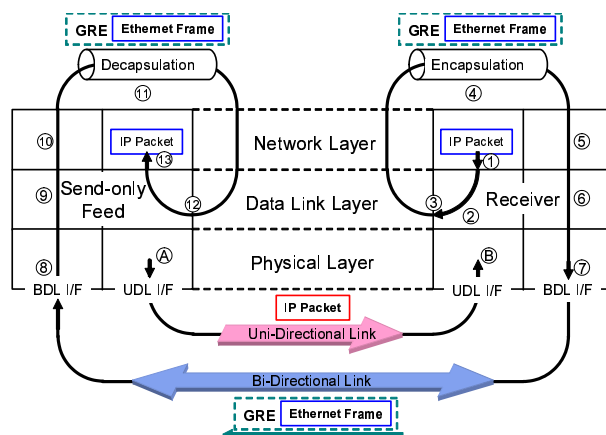 GRE Ethernet Frame
GRE Ethernet Frame
Decapsulation
Encapsulation
⑪
④
⑩
IP Packet
⑬
Network Layer
IP Packet
①
⑤
⑨
Send-only
Feed
⑫
Data Link Layer
③
②
Receiver
⑥
⑧
Ⓐ
Physical Layer
Ⓑ
⑦
BDL I/F
UDL I/F
UDL I/F
BDL I/F
IP Packet
Uni-Directional Link
Bi-Directional Link
GRE Ethernet Frame